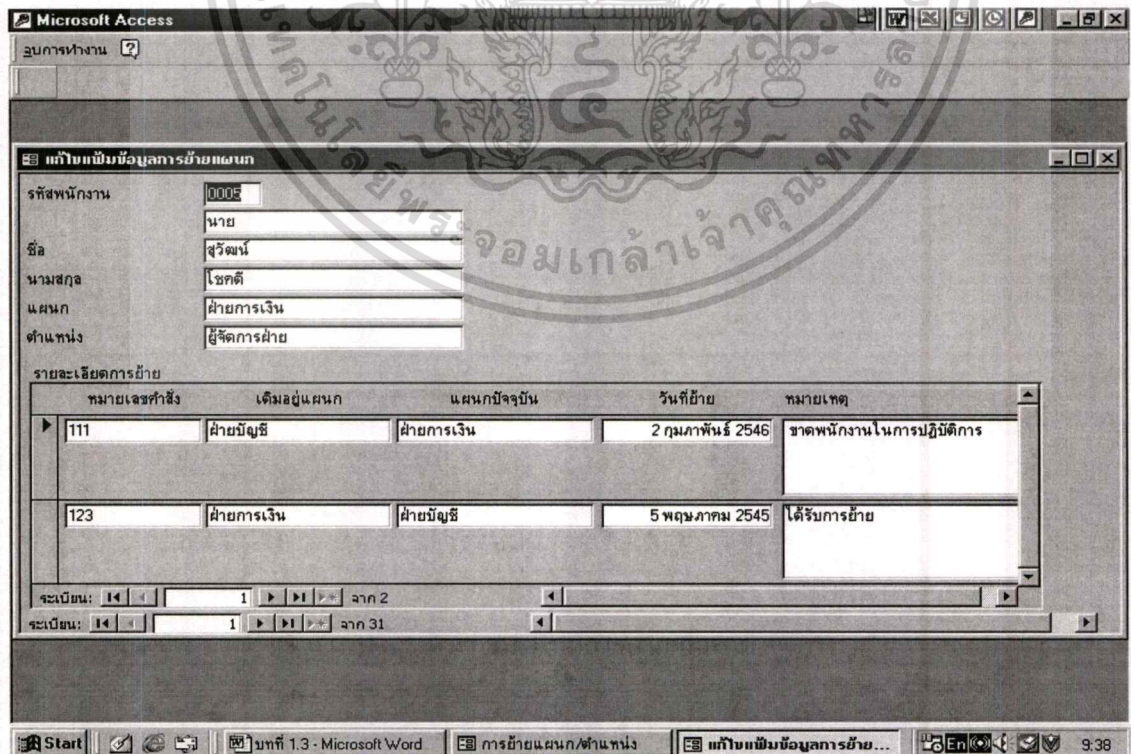 Microsoft Access
จบการทำงาน
แก้ไขแฟ้มข้อมูลการย้ายแผนก
รหัสพนักงาน 0005
นาย
ชื่อ สุวัฒน์
นามสกุล โชคดี
แผนก ฝ่ายการเงิน
ตำแหน่ง ผู้จัดการฝ่าย
รายละเอียดการย้าย
หมายเลขคำสั่ง เดิมอยู่แผนก แผนกปัจจุบัน วันที่ย้าย หมายเหตุ
111 ฝ่ายบัญชี ฝ่ายการเงิน 2 กุมภาพันธ์ 2546 ขาดพนักงานในการปฏิบัติการ
123 ฝ่ายการเงิน ฝ่ายบัญชี 5 พฤษภาคม 2545 ได้รับการย้าย
ระเบียน: 1 จาก 2
ระเบียน: 1 จาก 31
Start บทที่ 1.3 - Microsoft Word การย้ายแผนก/ตำแหน่ง แก้ไขแฟ้มข้อมูลการย้าย... En 9:38